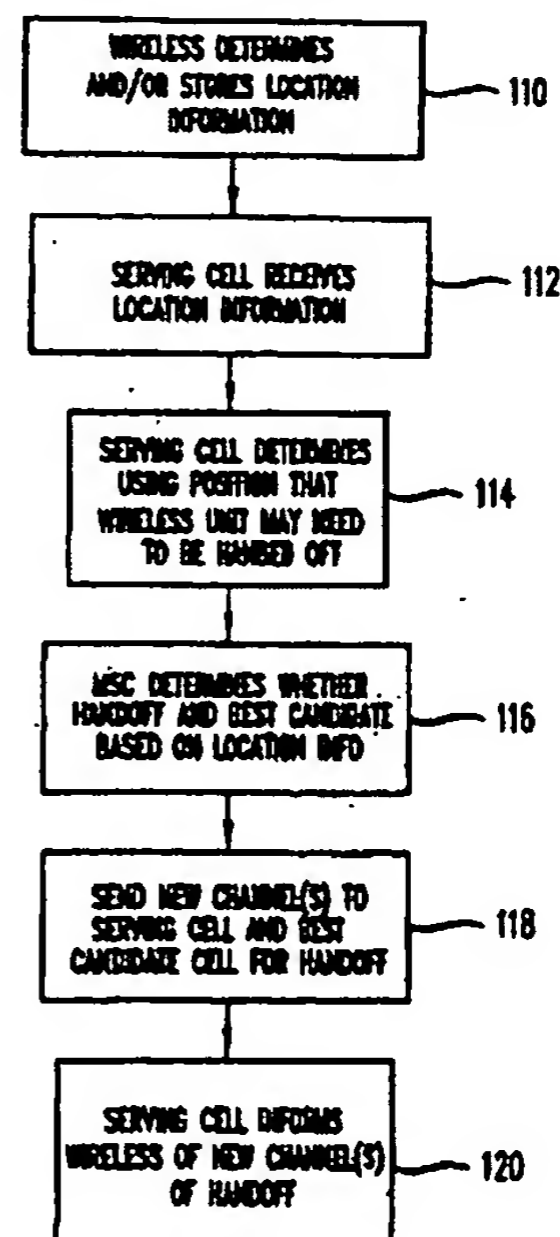 WIRELESS DETERMINES
AND/OR STORES LOCATION
INFORMATION
110
SERVING CELL RECEIVES
LOCATION INFORMATION
112
SERVING CELL DETERMINES
USING POSITION THAT
WIRELESS UNIT MAY NEED
TO BE HANDED OFF
114
MSC DETERMINES WHETHER
HANDOFF AND BEST CANDIDATE
BASED ON LOCATION INFO
116
SEND NEW CHANNEL(S) TO
SERVING CELL AND BEST
CANDIDATE CELL FOR HANDOFF
118
SERVING CELL INFORMS
WIRELESS OF NEW CHANNEL(S)
OF HANDOFF
120